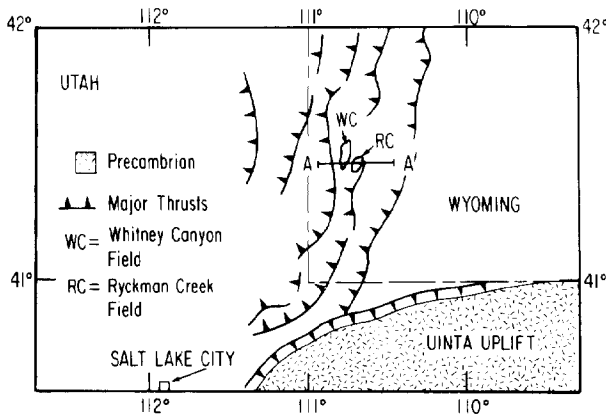 112° 111° 110°
42° 42°
UTAH
WC
RC
A A'
Precambrian
Major Thrusts
WYOMING
WC= Whitney Canyon
Field
RC= Ryckman Creek
Field
41° 41°
UINTA UPLIFT
SALT LAKE CITY
112° 111° 110°